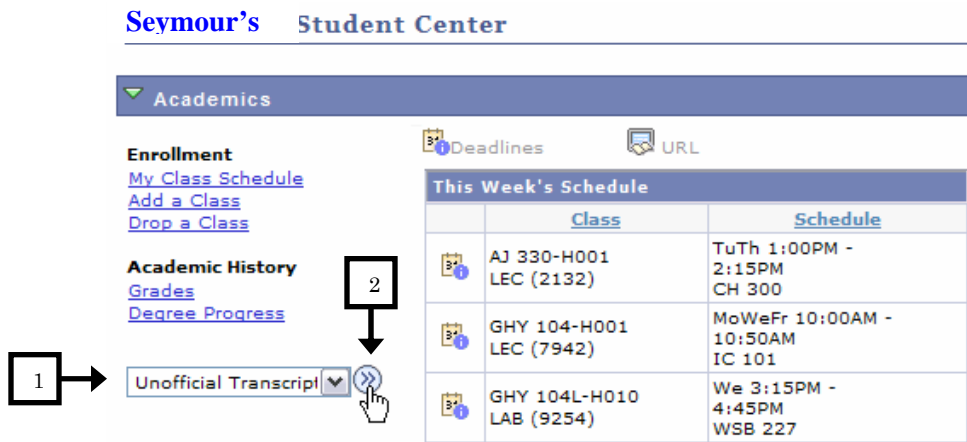 Seymour's Student Center
Academics
Deadlines
URL
Enrollment
My Class Schedule
Add a Class
Drop a Class
Academic History
Grades
Degree Progress
2
1
Unofficial Transcript
This Week's Schedule
Class Schedule
AJ 330-H001
LEC (2132)
TuTh 1:00PM -
2:15PM
CH 300
GHY 104-H001
LEC (7942)
MoWeFr 10:00AM -
10:50AM
IC 101
GHY 104L-H010
LAB (9254)
We 3:15PM -
4:45PM
WSB 227